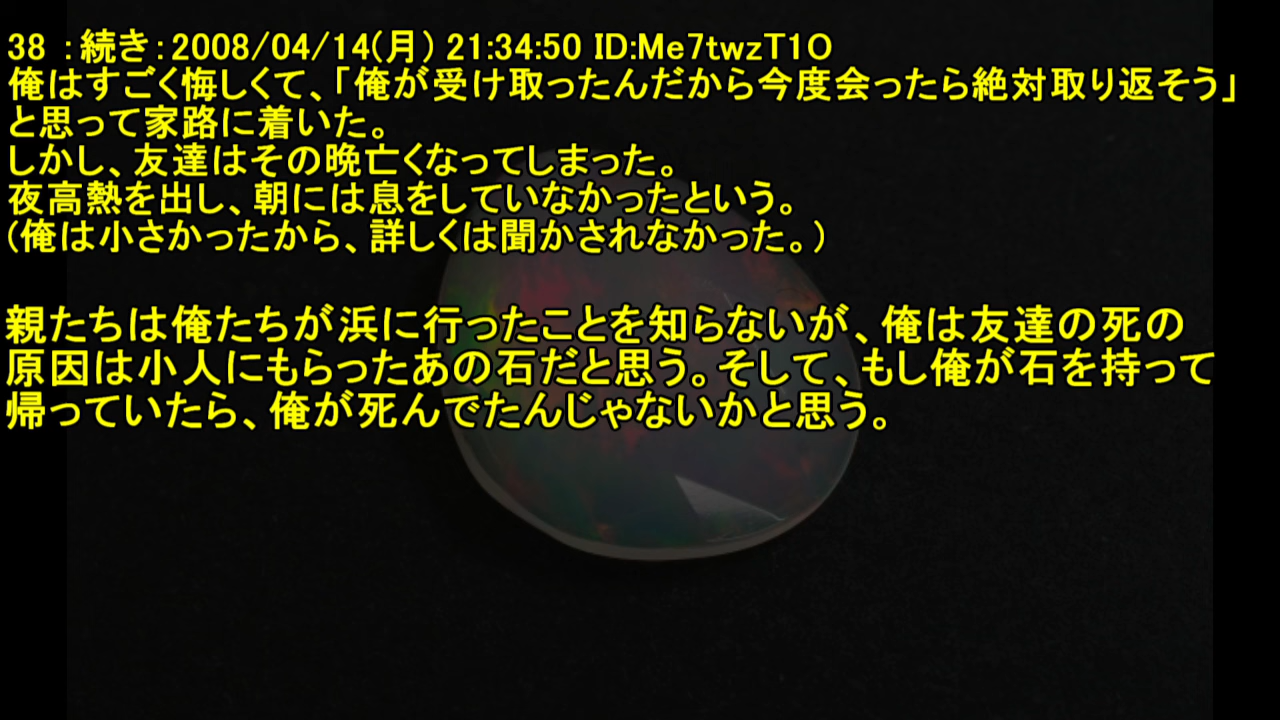 38 ：続き：2008/04/14(月) 21:34:50 ID:Me7twzT1O
俺はすごく悔しくて、「俺が受け取ったんだから今度会ったら絶対取り返そう」
と思って家路に着いた。
しかし、友達はその晩亡くなってしまった。
夜高熱を出し、朝には息をしていなかったという。
(俺は小さかったから、詳しくは聞かされなかった。)
親たちは俺たちが浜に行ったことを知らないが、俺は友達の死の
原因は小人にもらったあの石だと思う。そして、もし俺が石を持って
帰っていたら、俺が死んでたんじゃないかと思う。